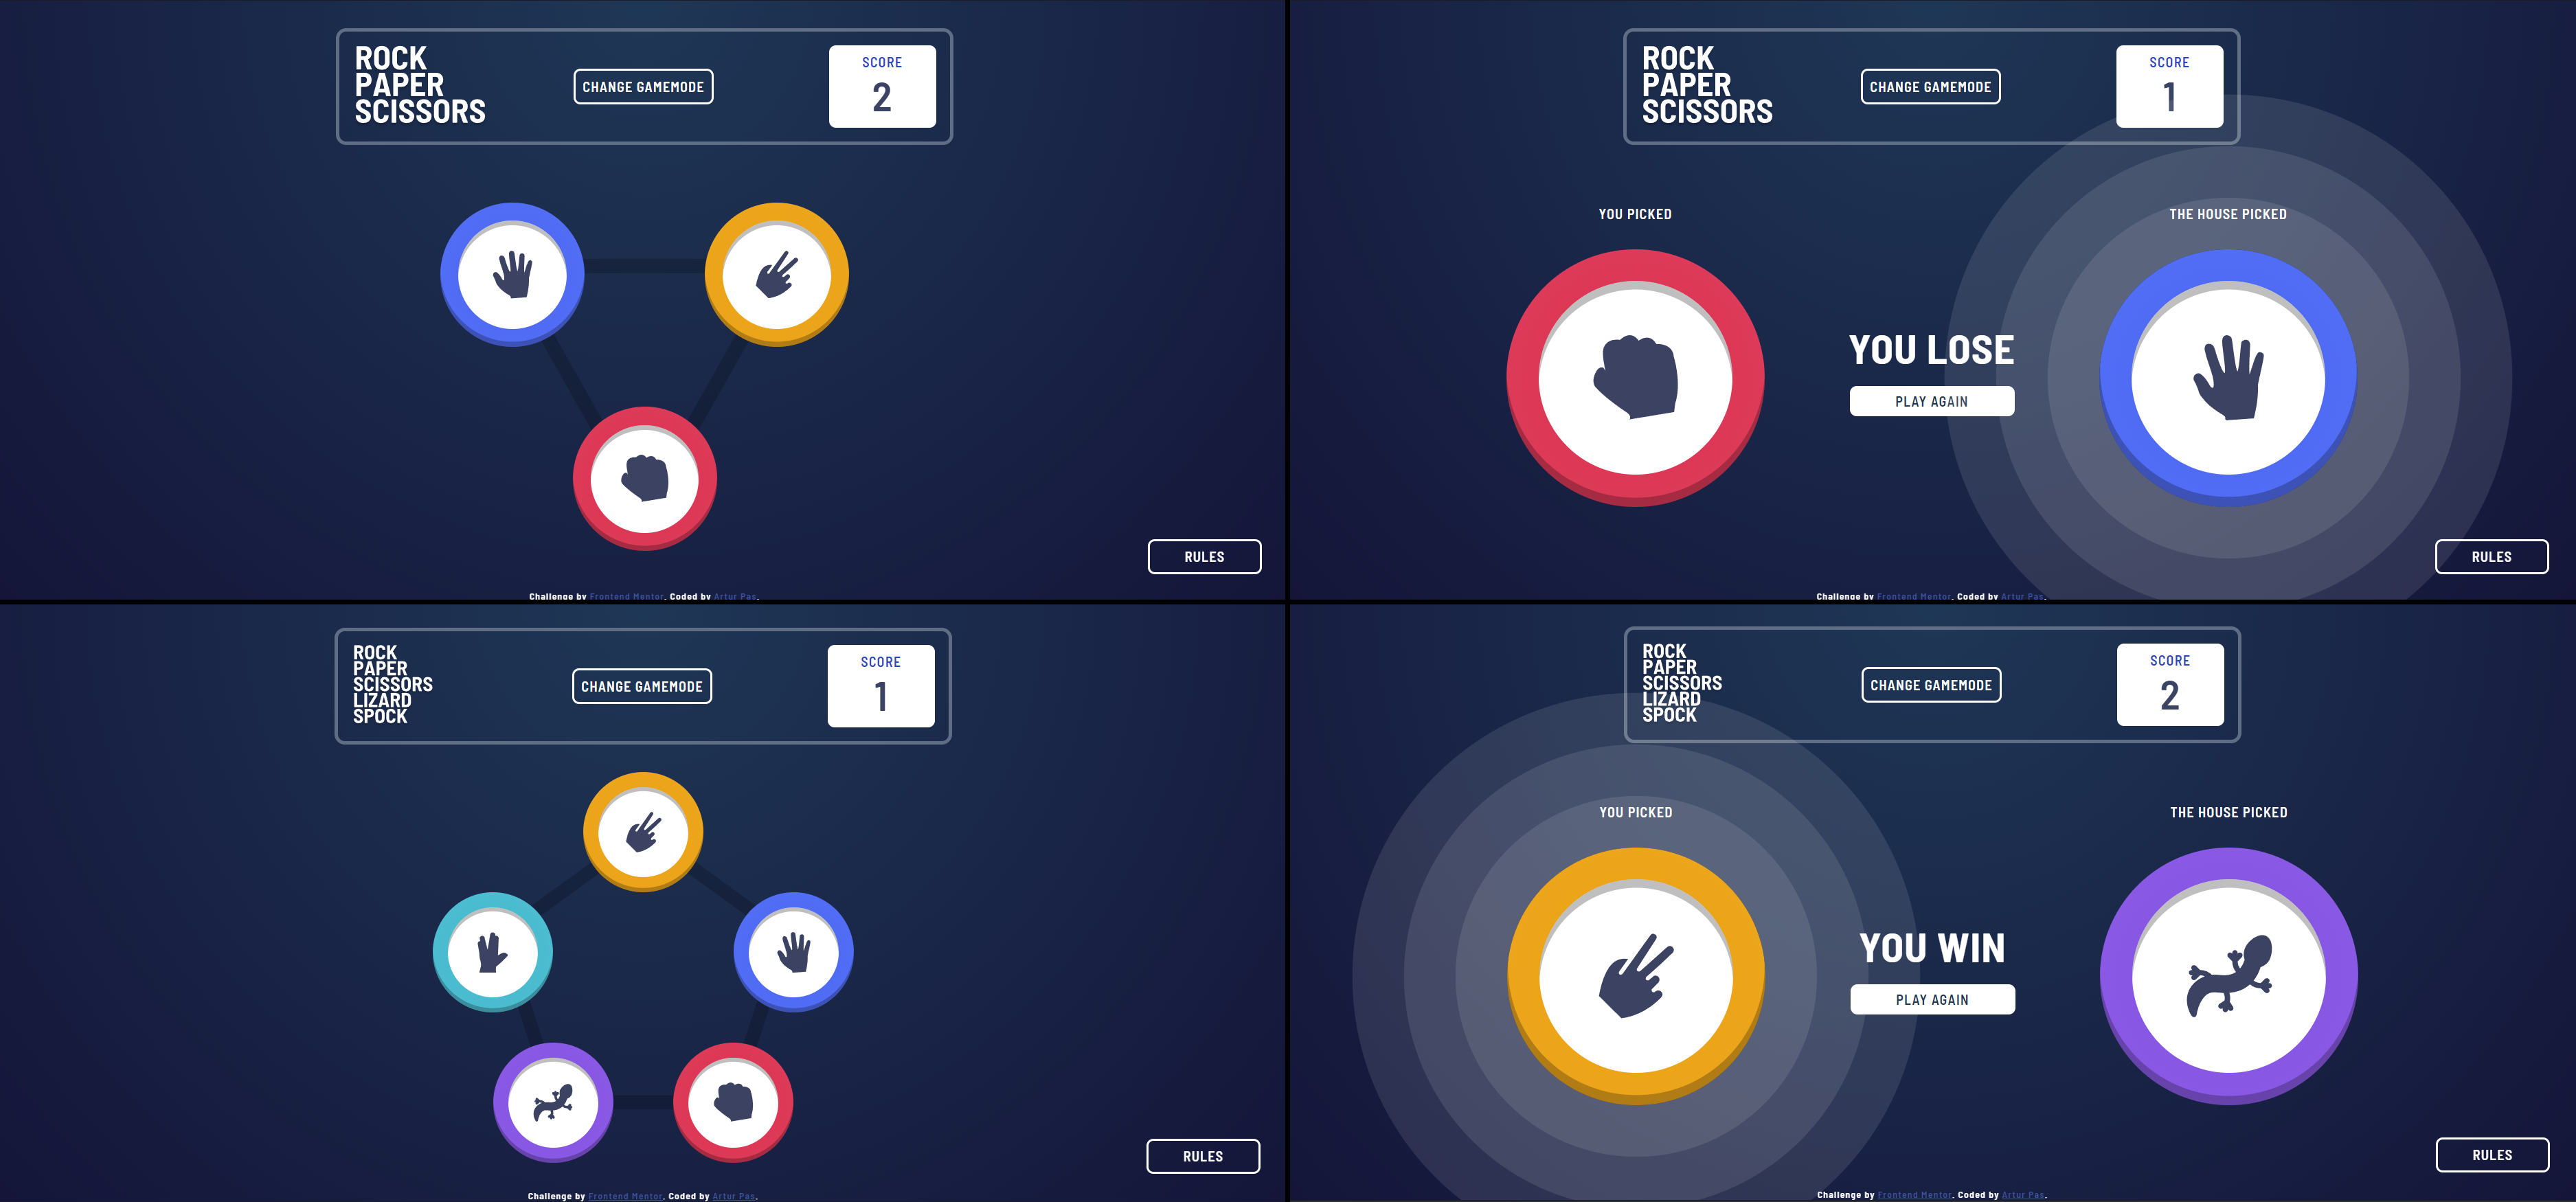 ROCK
PAPER
SCISSORS
CHANGE GAMEMODE
SCORE
2
RULES
Challenge by Frontend Mentor. Coded by Artur Pas.
ROCK
PAPER
SCISSORS
CHANGE GAMEMODE
SCORE
1
YOU PICKED
THE HOUSE PICKED
YOU LOSE
PLAY AGAIN
RULES
Challenge by Frontend Mentor. Coded by Artur Pas.
ROCK
PAPER
SCISSORS
LIZARD
SPOCK
CHANGE GAMEMODE
SCORE
1
RULES
Challenge by Frontend Mentor. Coded by Artur Pas.
ROCK
PAPER
SCISSORS
LIZARD
SPOCK
CHANGE GAMEMODE
SCORE
2
YOU PICKED
THE HOUSE PICKED
YOU WIN
PLAY AGAIN
RULES
Challenge by Frontend Mentor. Coded by Artur Pas.